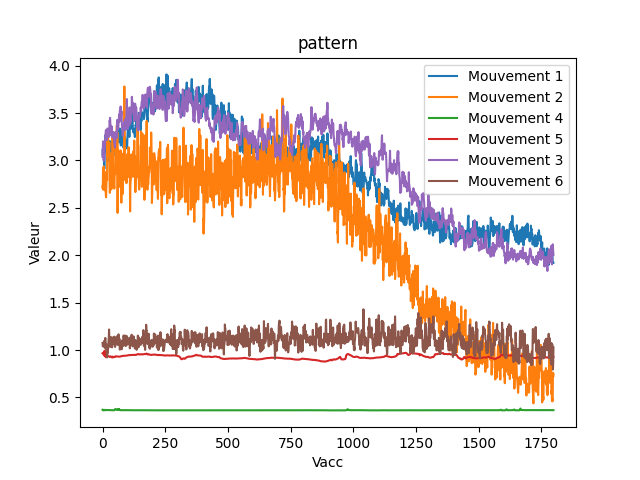 pattern
Valeur
4.0
3.5
3.0
2.5
2.0
1.5
1.0
0.5
Mouvement 1
Mouvement 2
Mouvement 4
Mouvement 5
Mouvement 3
Mouvement 6
0 250 500 750 1000 1250 1500 1750
Vacc